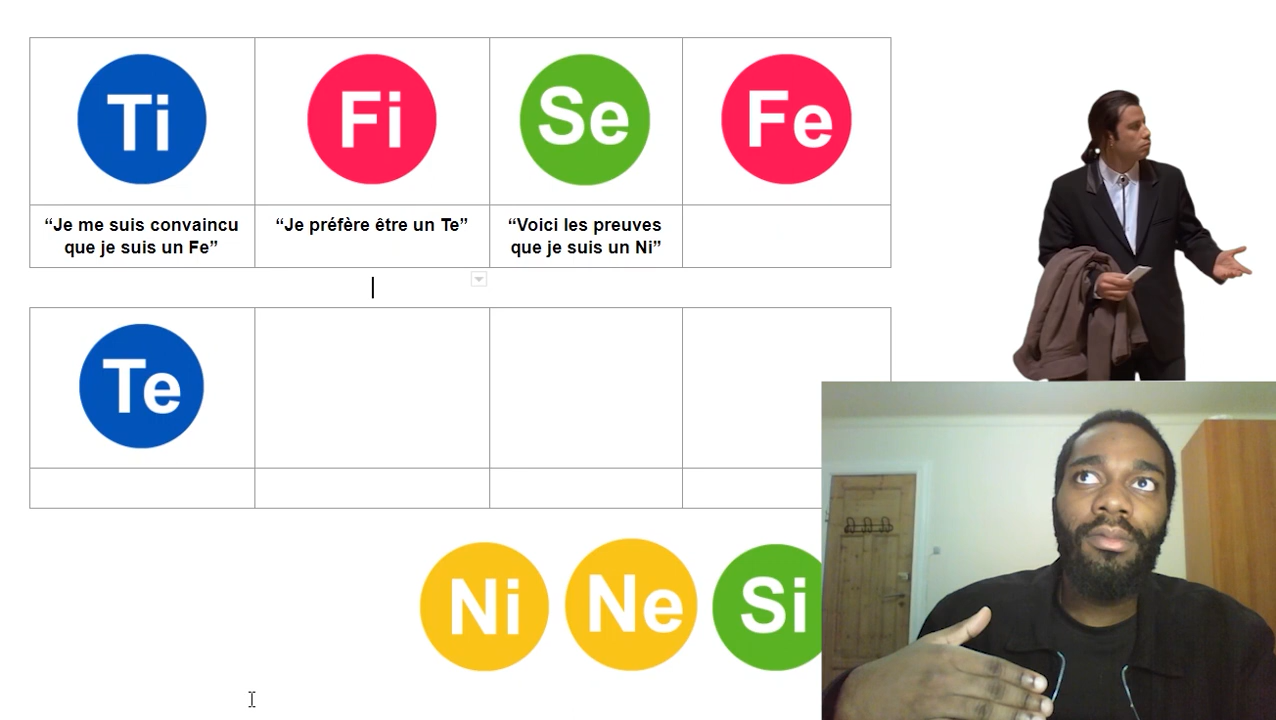 Ti
Fi
Se
Fe
“Je me suis convaincu
que je suis un Fe”
“Je préfère être un Te”
“Voici les preuves
que je suis un Ni”
Te
Ni
Ne
Si